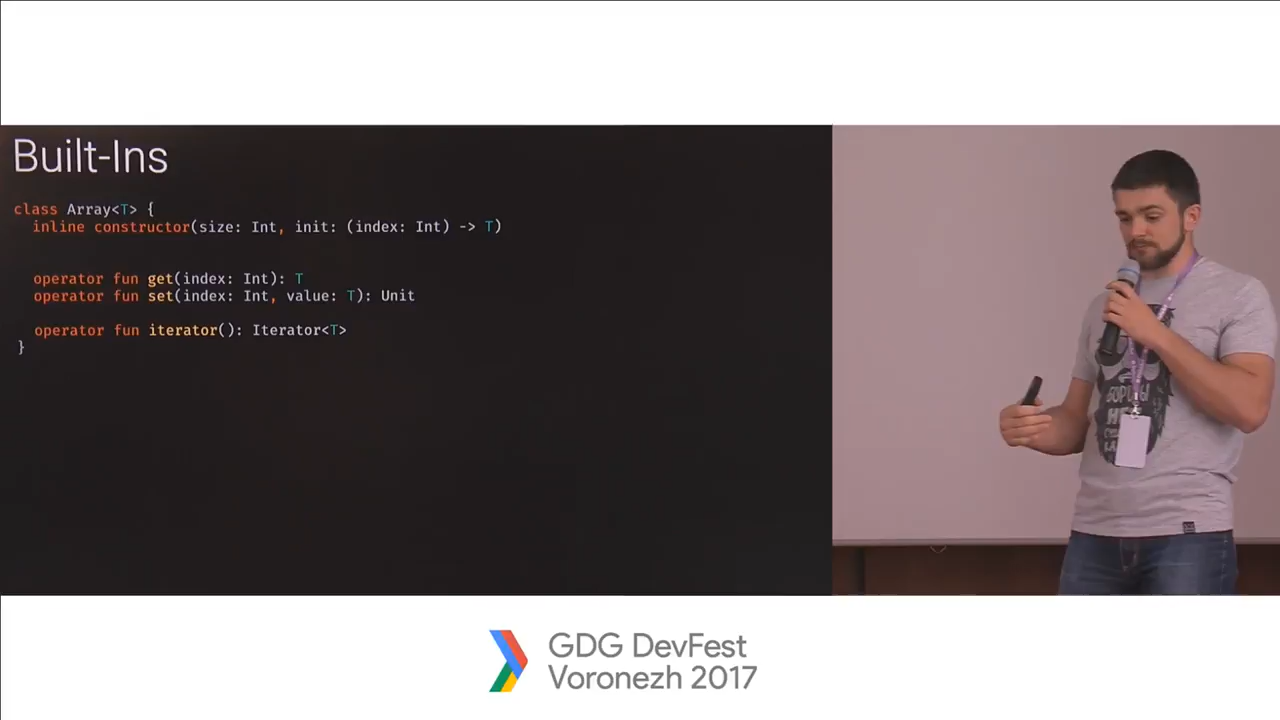 Built-Ins
class Array<T> {
inline constructor(size: Int, init: (index: Int) -> T)
operator fun get(index: Int): T
operator fun set(index: Int, value: T): Unit
operator fun iterator(): Iterator<T>
}
GDG DevFest
Voronezh 2017